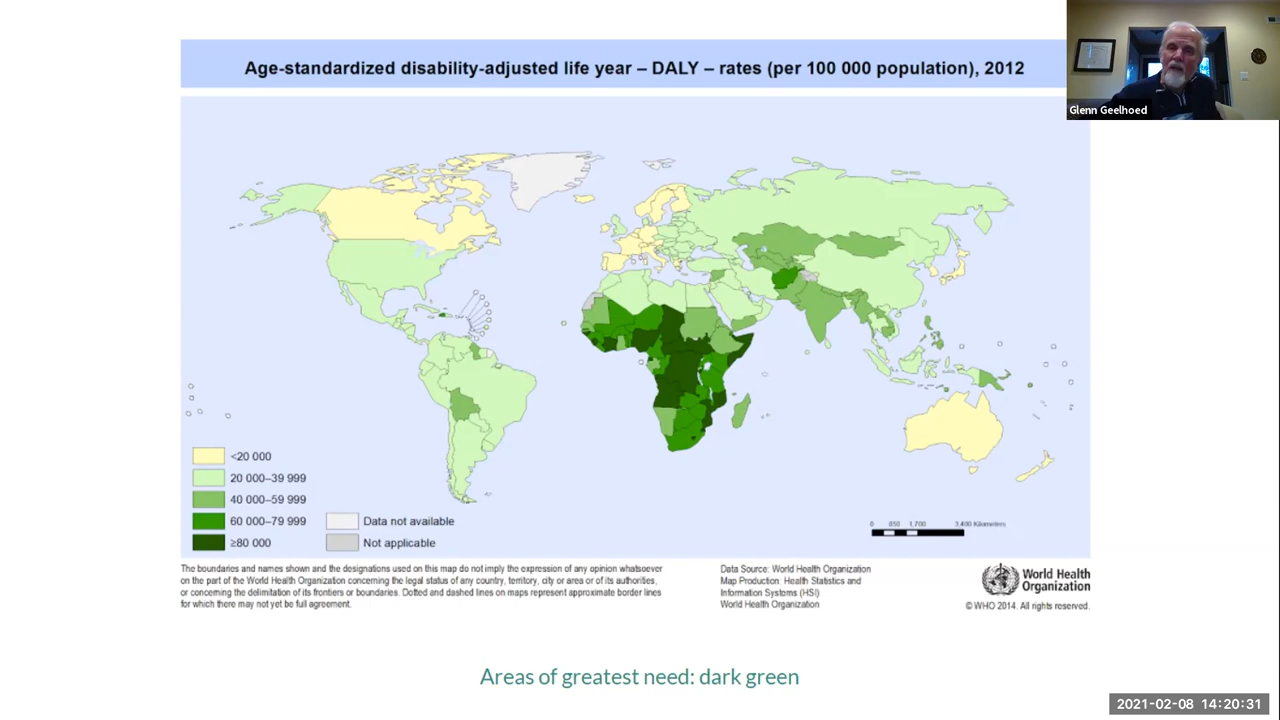 Age-standardized disability-adjusted life year – DALY – rates (per 100 000 population), 2012
Glenn Geelhoed
<20 000
20 000–39 999
40 000–59 999
60 000–79 999
≥80 000
Data not available
Not applicable
0 850 1,700 3,400 Kilometres
The boundaries and names shown and the designations used on this map do not imply the expression of any opinion whatsoever
on the part of the World Health Organization concerning the legal status of any country, territory, city or area or of its authorities,
or concerning the delimitation of its frontiers or boundaries. Dotted and dashed lines on maps represent approximate border lines
for which there may not yet be full agreement.
Data Source: World Health Organization
Map Production: Health Statistics and
Information Systems (HSI)
World Health Organization
World Health
Organization
© WHO 2014. All rights reserved.
Areas of greatest need: dark green
2021-02-08 14:20:31